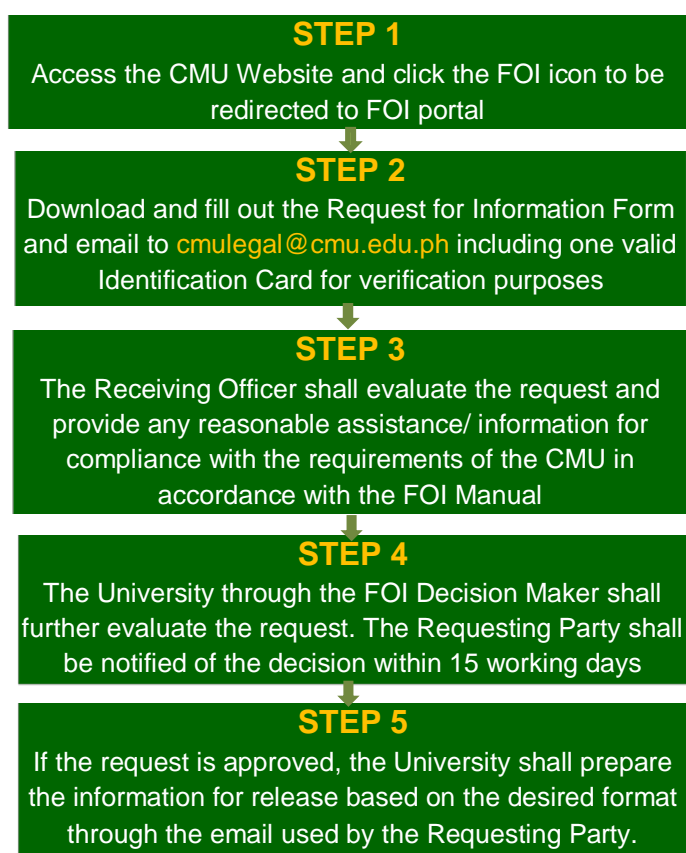 STEP 1
Access the CMU Website and click the FOI icon to be
redirected to FOI portal
STEP 2
Download and fill out the Request for Information Form
and email to cmulegal@cmu.edu.ph including one valid
Identification Card for verification purposes
STEP 3
The Receiving Officer shall evaluate the request and
provide any reasonable assistance/ information for
compliance with the requirements of the CMU in
accordance with the FOI Manual
STEP 4
The University through the FOI Decision Maker shall
further evaluate the request. The Requesting Party shall
be notified of the decision within 15 working days
STEP 5
If the request is approved, the University shall prepare
the information for release based on the desired format
through the email used by the Requesting Party.